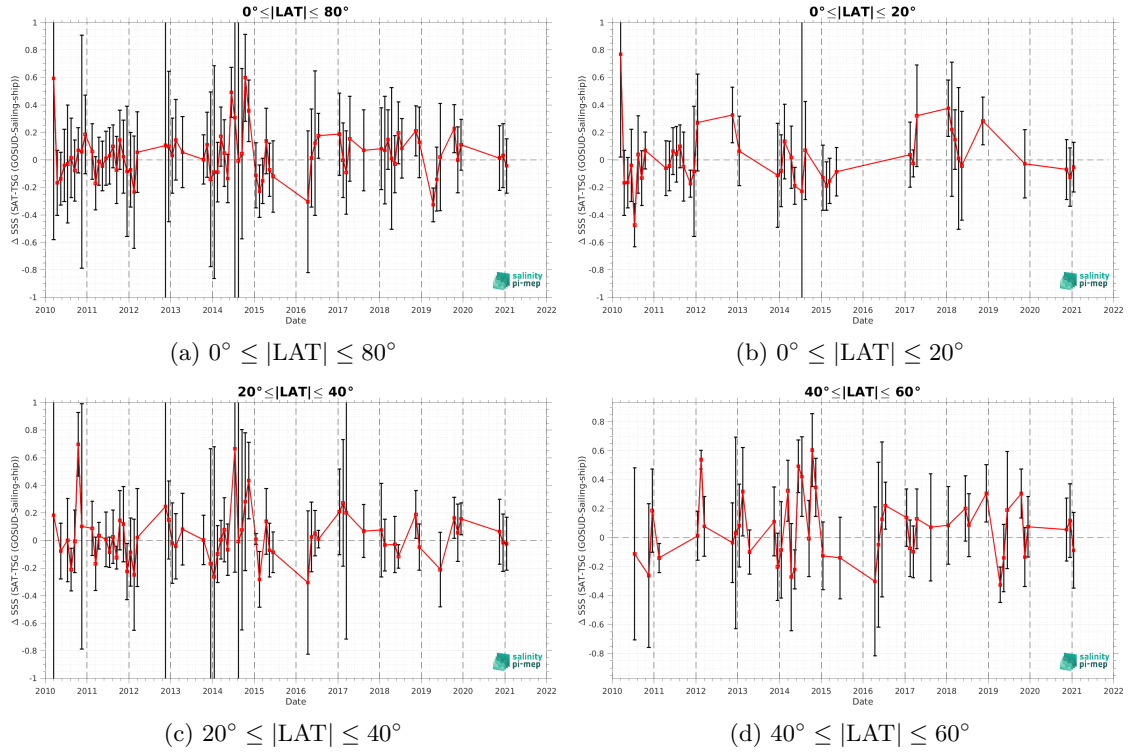 0°≤|LAT|≤ 80°
Δ SSS (SAT-TSG (GOSUD-Sailing-ship))
1
0.8
0.6
0.4
0.2
0
-0.2
-0.4
-0.6
-0.8
-1
2010 2011 2012 2013 2014 2015 2016 2017 2018 2019 2020 2021 2022
Date
salinity
pi-mep
(a) 0° ≤ |LAT| ≤ 80°
0°≤|LAT|≤ 20°
Δ SSS (SAT-TSG (GOSUD-Sailing-ship))
1
0.8
0.6
0.4
0.2
0
-0.2
-0.4
-0.6
-0.8
-1
2010 2011 2012 2013 2014 2015 2016 2017 2018 2019 2020 2021 2022
Date
salinity
pi-mep
(b) 0° ≤ |LAT| ≤ 20°
20°≤|LAT|≤ 40°
Δ SSS (SAT-TSG (GOSUD-Sailing-ship))
1
0.8
0.6
0.4
0.2
0
-0.2
-0.4
-0.6
-0.8
-1
2010 2011 2012 2013 2014 2015 2016 2017 2018 2019 2020 2021 2022
Date
salinity
pi-mep
(c) 20° ≤ |LAT| ≤ 40°
40°≤|LAT|≤ 60°
Δ SSS (SAT-TSG (GOSUD-Sailing-ship))
0.8
0.6
0.4
0.2
0
-0.2
-0.4
-0.6
-0.8
2010 2011 2012 2013 2014 2015 2016 2017 2018 2019 2020 2021 2022
Date
salinity
pi-mep
(d) 40° ≤ |LAT| ≤ 60°